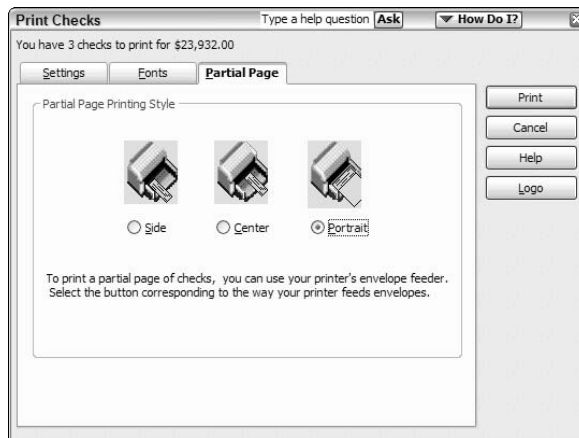 Print Checks Type a help question Ask How Do I?
You have 3 checks to print for $23,932.00
Settings Fonts Partial Page
Partial Page Printing Style
Print
Cancel
Help
Logo
Side Center Portrait
To print a partial page of checks, you can use your printer's envelope feeder.
Select the button corresponding to the way your printer feeds envelopes.